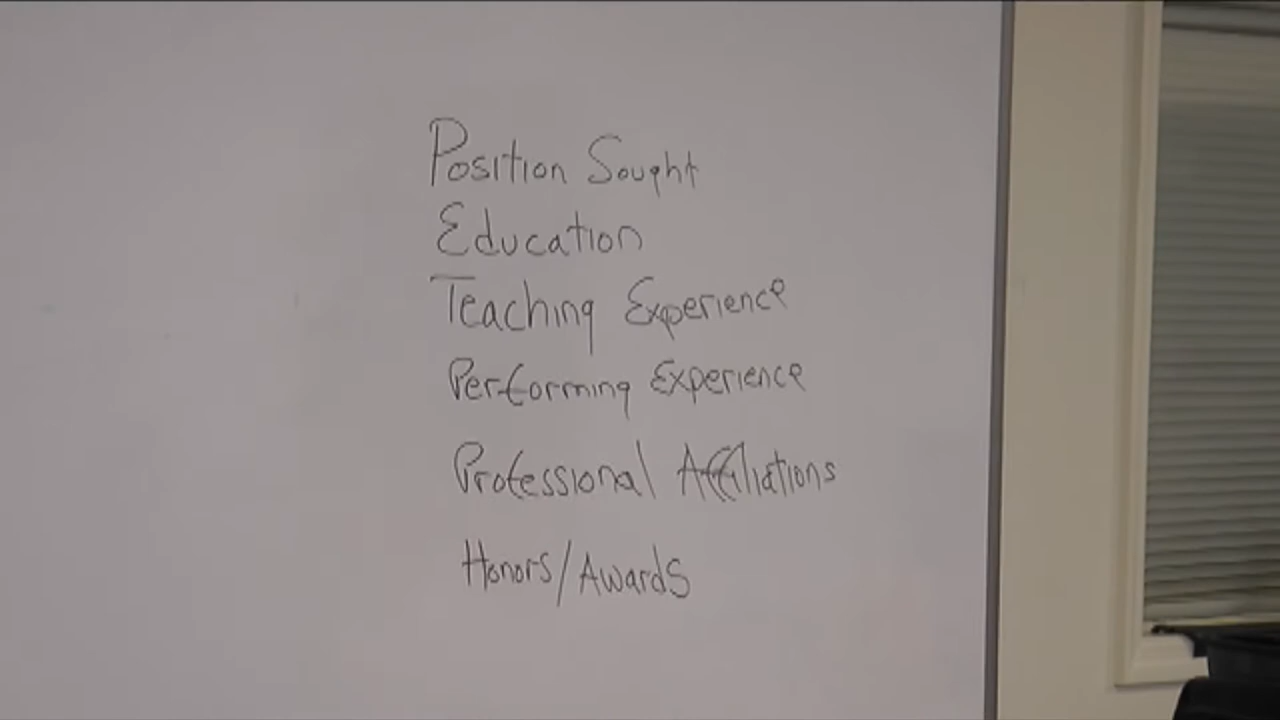 Position Sought
Education
Teaching Experience
Performing Experience
Professional Affiliations
Honors/Awards